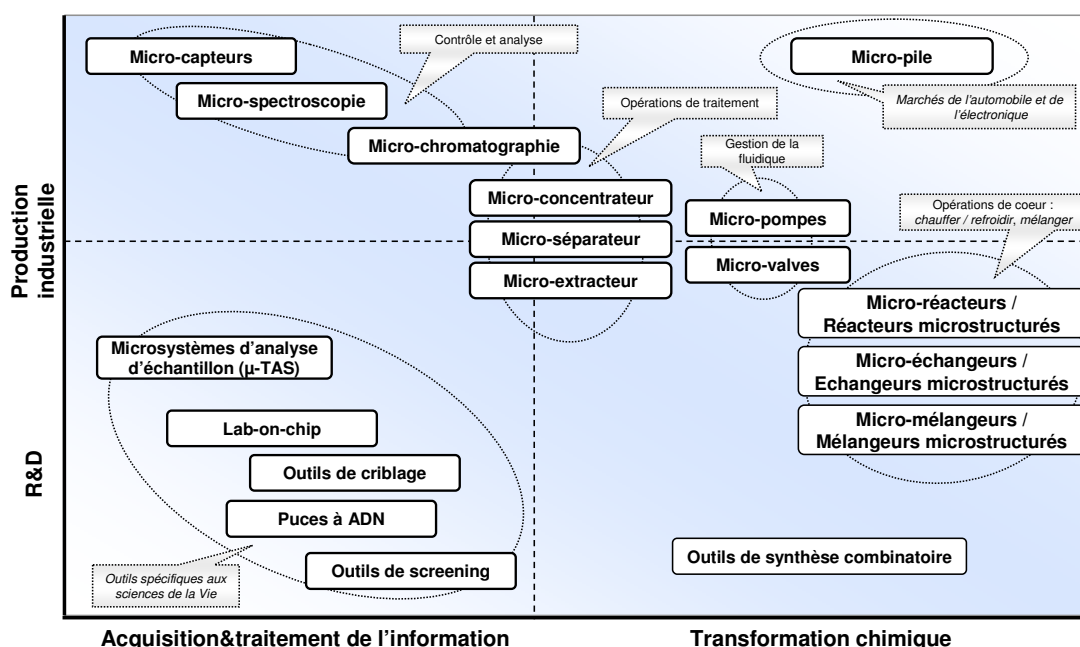 Contrôle et analyse
Micro-capteurs
Micro-pile
Micro-spectroscopie
Opérations de traitement
Marchés de l'automobile et de
l'électronique
Micro-chromatographie
Gestion de la
fluidique
Micro-concentrateur
Micro-pompes
Opérations de coeur :
chauffer / refroidir, mélanger
Micro-séparateur
Micro-valves
Micro-extracteur
Production
industrielle
Micro-réacteurs /
Réacteurs microstructurés
Microsystèmes d'analyse
d'échantillon (µ-TAS)
Micro-échangeurs /
Echangeurs microstructurés
Lab-on-chip
Micro-mélangeurs /
Mélangeurs microstructurés
Outils de criblage
R&D
Puces à ADN
Outils de synthèse combinatoire
Outils de screening
Outils spécifiques aux
sciences de la Vie
Acquisition&traitement de l'information
Transformation chimique